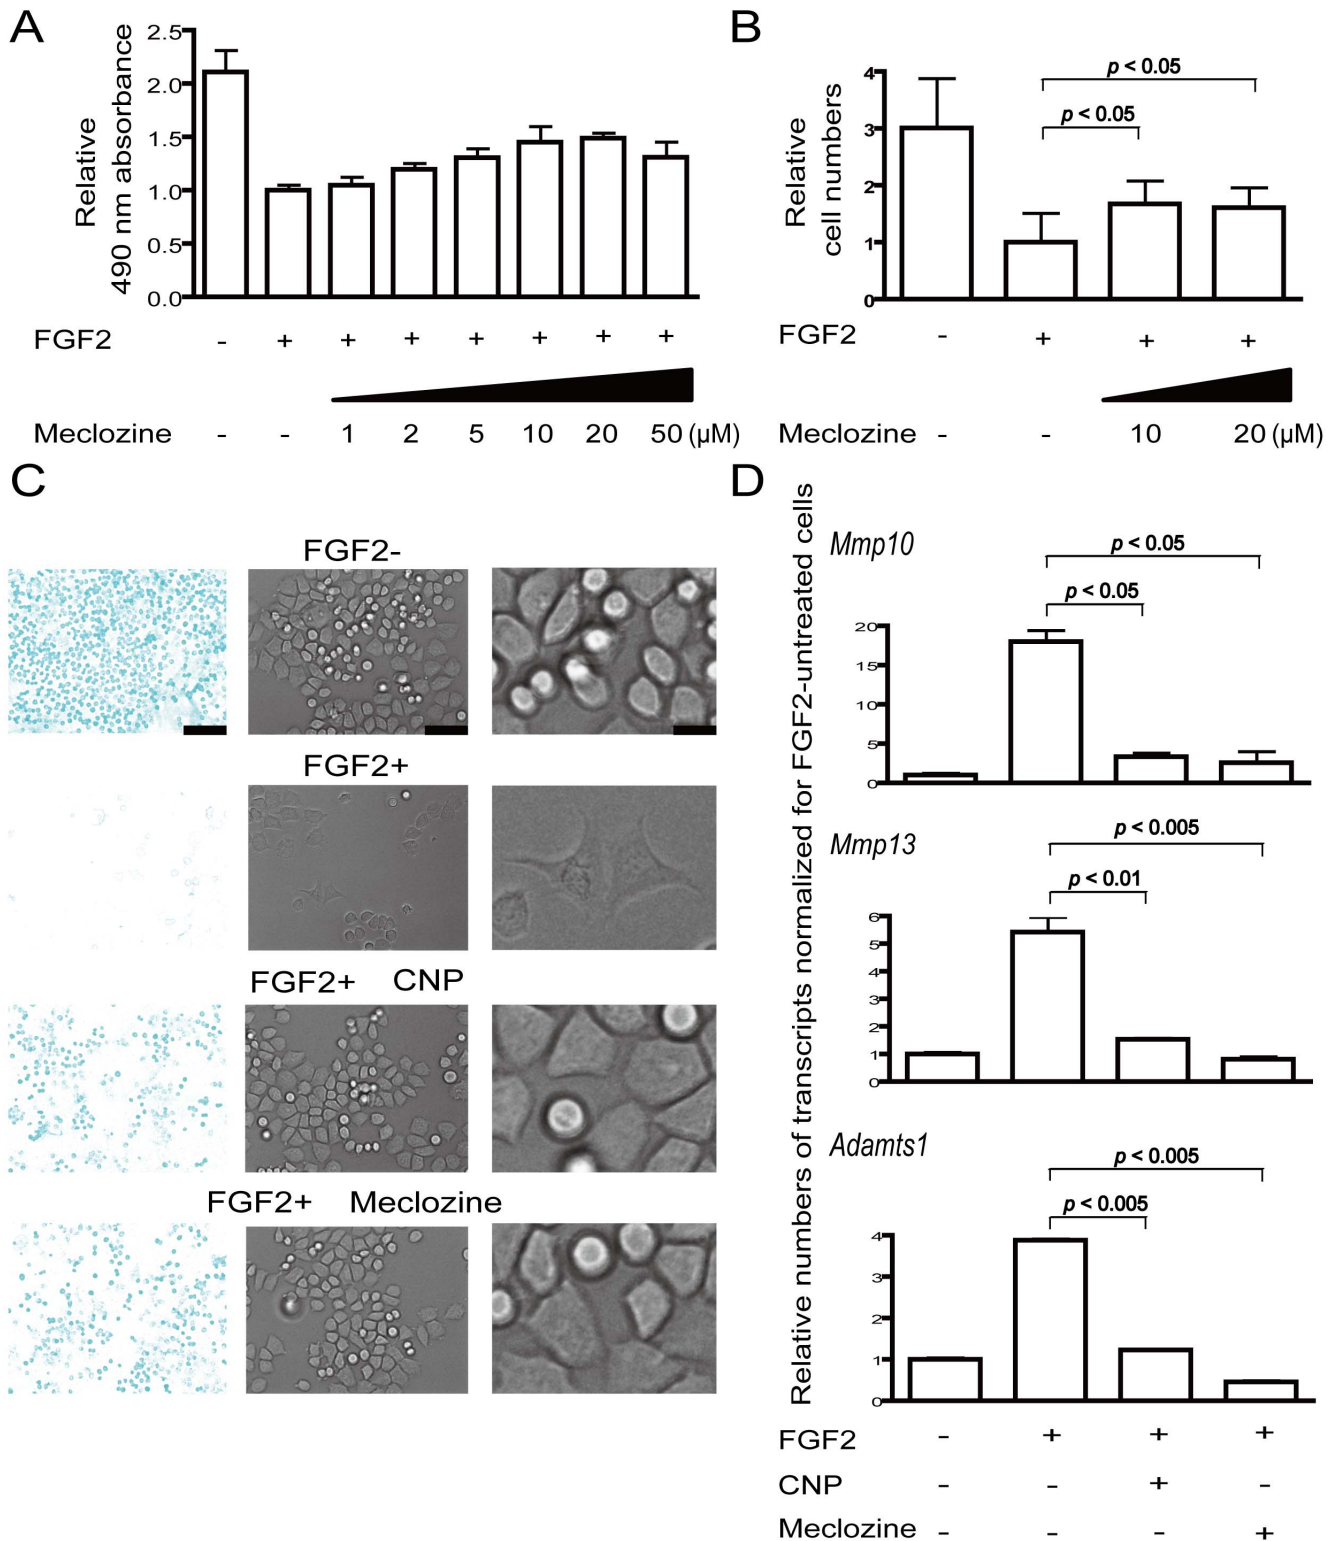 A
Relative
490 nm absorbance
2.5
2.0
1.5
1.0
0.5
0.0
FGF2 - + + + + + + +
Meclozine - - 1 2 5 10 20 50 (μM)
B
Relative
cell numbers
4
3
2
1
0
p < 0.05
p < 0.05
FGF2 - + + +
Meclozine - - 10 20 (μM)
C
FGF2-
FGF2+
FGF2+ CNP
FGF2+ Meclozine
D
Relative numbers of transcripts normalized for FGF2-untreated cells
Mmp10
p < 0.05
p < 0.05
20
15
10
5
0
Mmp13
p < 0.005
p < 0.01
6
5
4
3
2
1
0
Adamts1
p < 0.005
p < 0.005
4
3
2
1
0
FGF2 - + + +
CNP - - + -
Meclozine - - - +